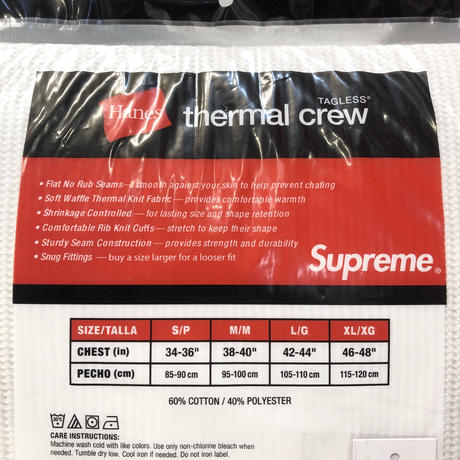 Hanes
TAGLESS®
thermal crew
• Flat No Rub Seams—smooth against your skin to help prevent chafing
• Soft Waffle Thermal Knit Fabric — provides comfortable warmth
• Shrinkage Controlled — for lasting size and shape retention
• Comfortable Rib Knit Cuffs— stretch to keep their shape
• Sturdy Seam Construction — provides strength and durability
• Snug Fittings — buy a size larger for a looser fit
Supreme®
SIZE/TALLA S/P M/M L/G XL/XG
CHEST (in) 34-36" 38-40" 42-44" 46-48"
PECHO (cm) 85-90 cm 95-100 cm 105-110 cm 115-120 cm
60% COTTON / 40% POLYESTER
CARE INSTRUCTIONS:
Machine wash cold with like colors. Use only non-chlorine bleach when
needed. Tumble dry low. Cool iron if needed. Do not iron label.